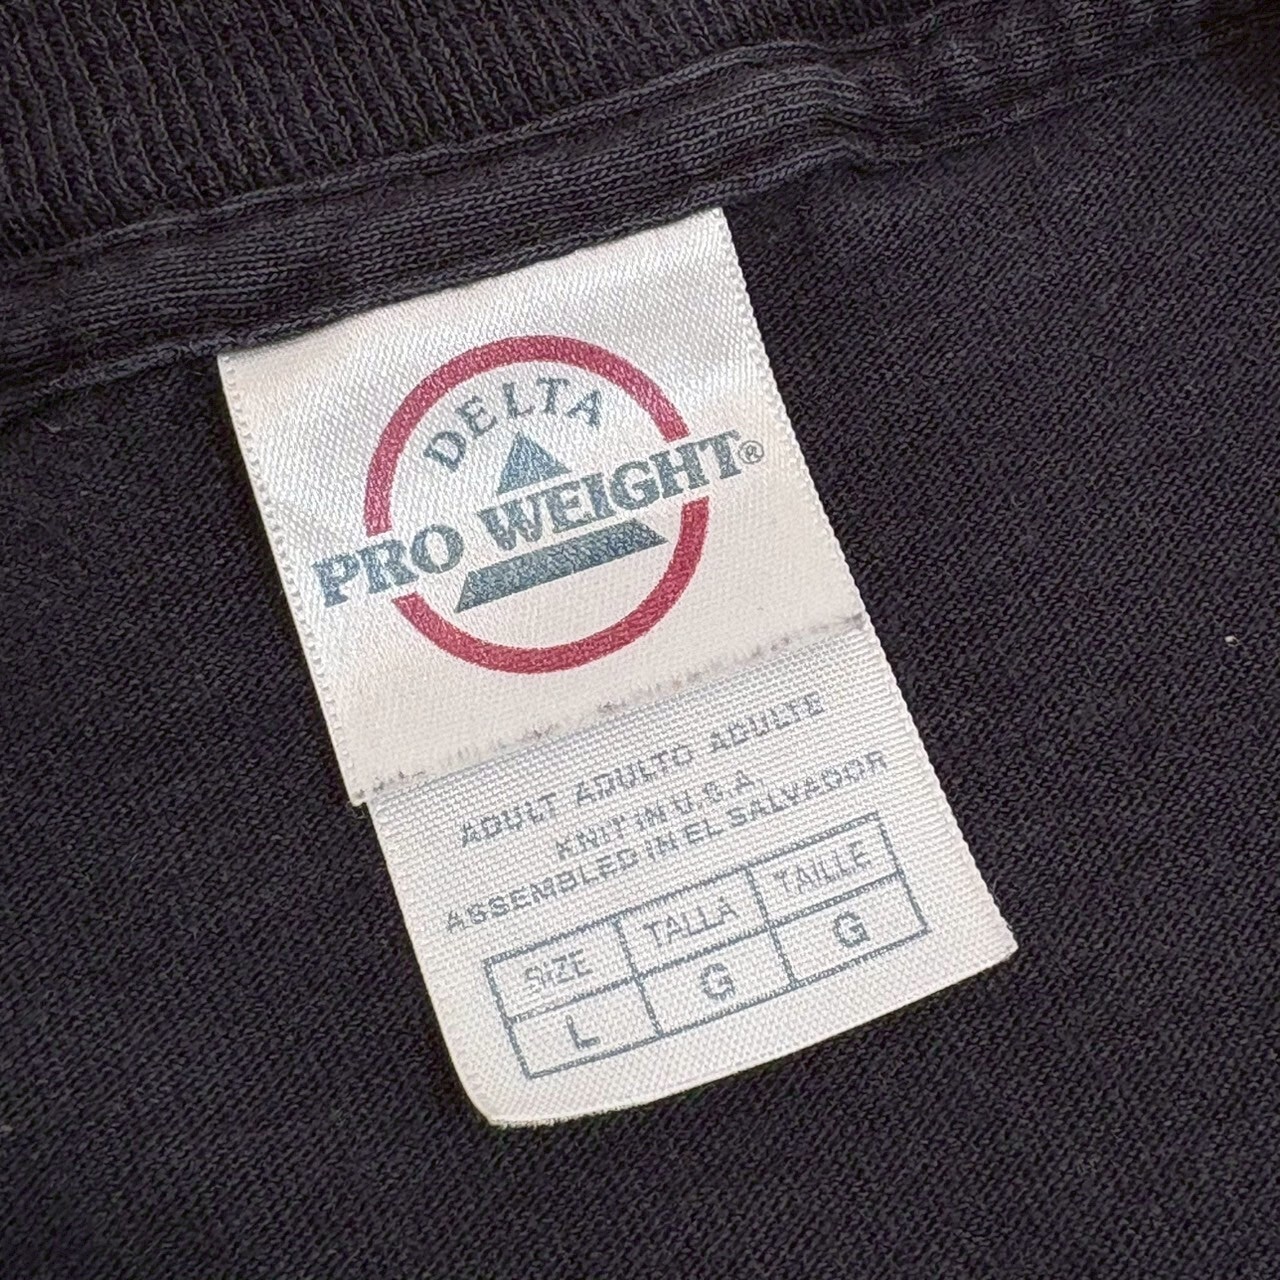 DELTA
PRO WEIGHT®
ADULT ADULTO ADULTE
KNIT IN U.S.A.
ASSEMBLED IN EL SALVADOR
SIZE TALLA TAILLE
L G G